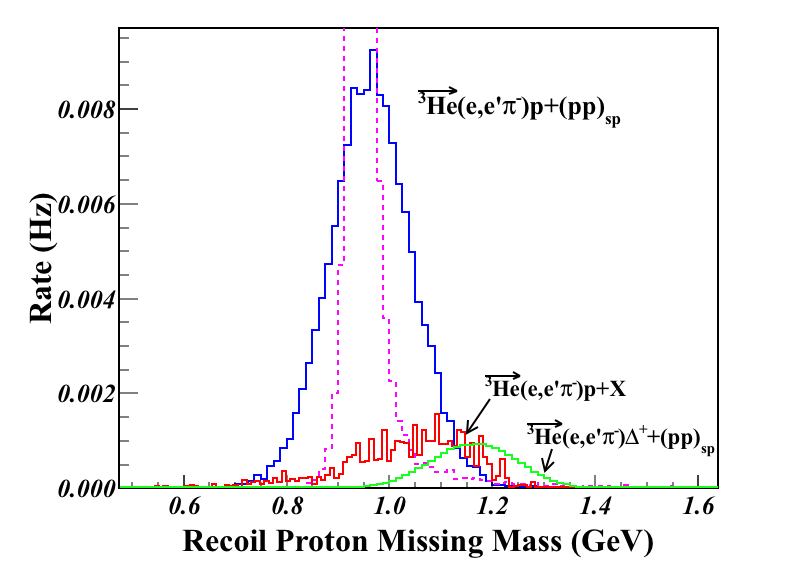 ³He(e,e'π⁻)p+(pp)sp
0.008
0.006
0.004
0.002
0.000
Rate (Hz)
³He(e,e'π⁻)p+X
³He(e,e'π⁻)Δ⁺+(pp)sp
0.6 0.8 1.0 1.2 1.4 1.6
Recoil Proton Missing Mass (GeV)